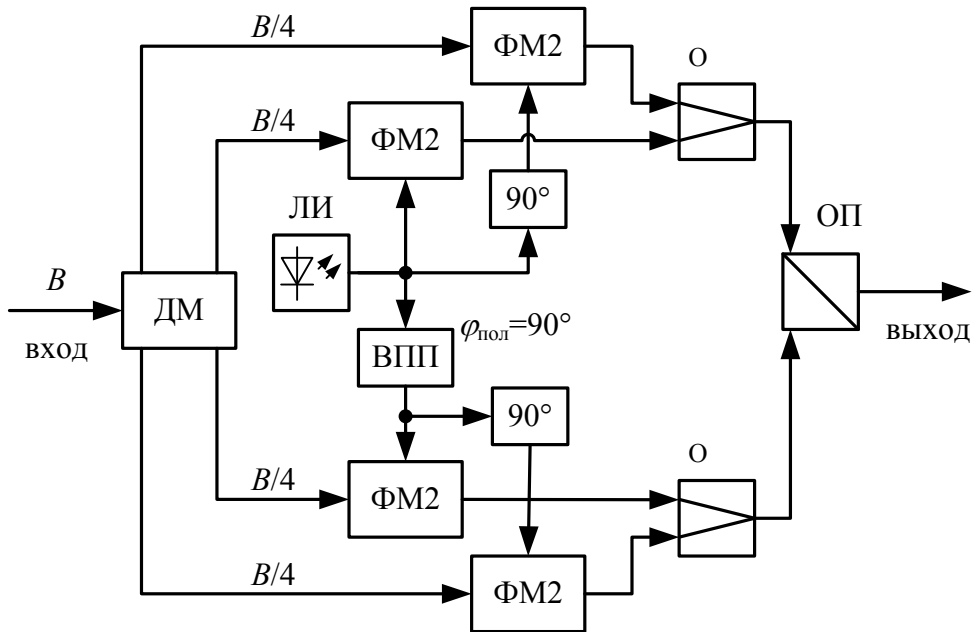 B/4
ФМ2
О
B/4
ФМ2
90°
ЛИ
ОП
B
ДМ
вход
φпол=90°
ВПП
выход
90°
О
B/4
ФМ2
B/4
ФМ2